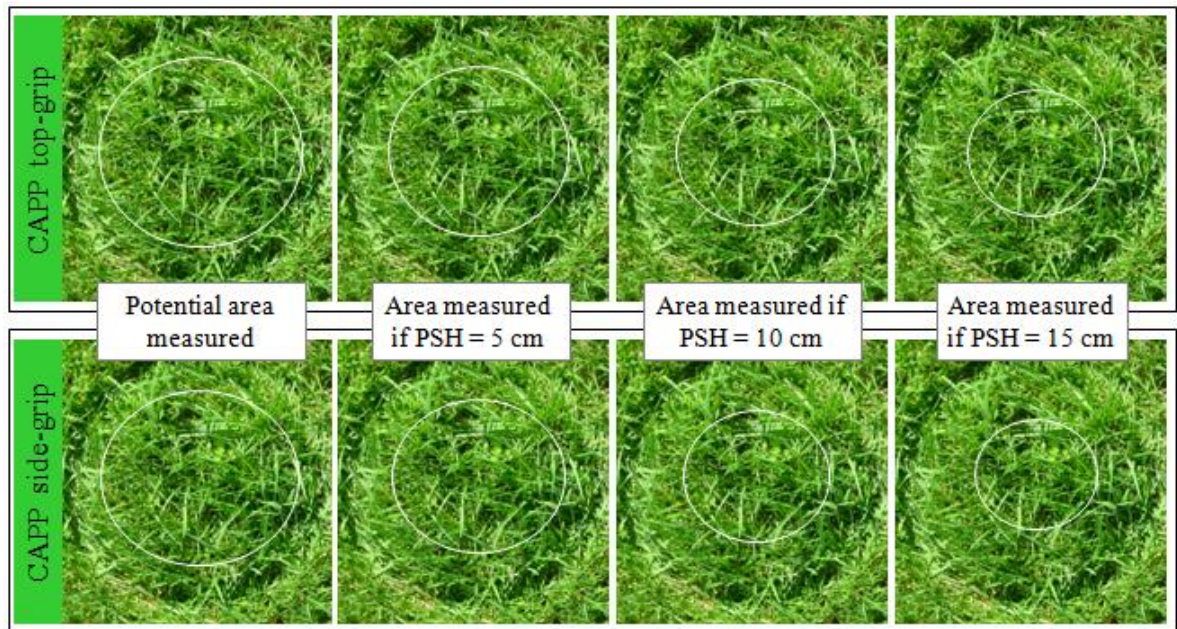 CAPP top-grip
Potential area
measured
Area measured
if PSH = 5 cm
Area measured if
PSH = 10 cm
Area measured
if PSH = 15 cm
CAPP side-grip